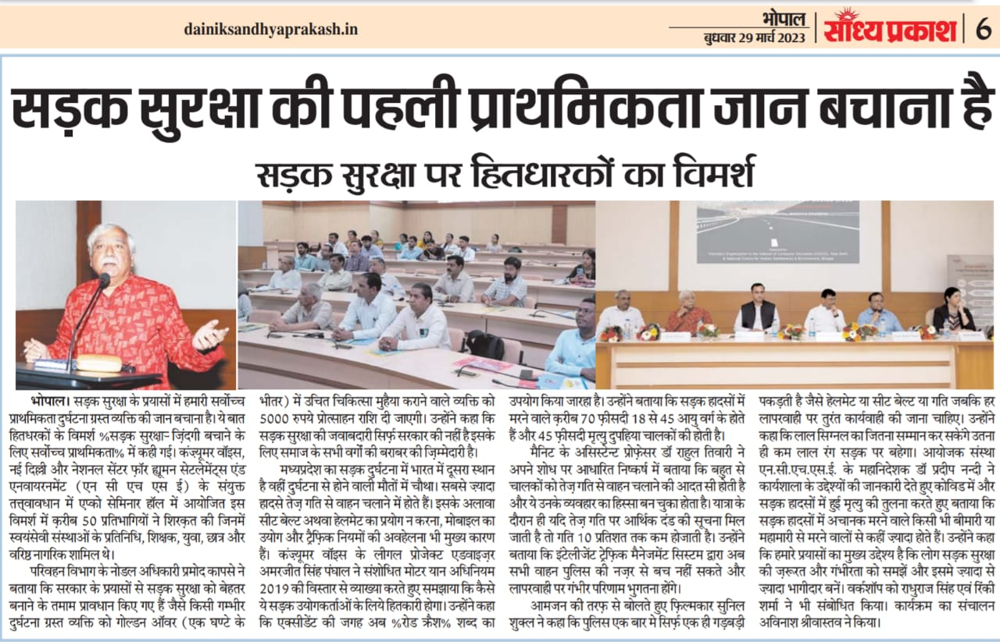 dainiksandhyaprakash.in
भोपाल
बुधवार 29 मार्च 2023
सांध्य प्रकाश
6
सड़क सुरक्षा की पहली प्राथमिकता जान बचाना है
सड़क सुरक्षा पर हितधारकों का विमर्श
भोपाल। सड़क सुरक्षा के प्रयासों में हमारी सर्वोच्च
प्राथमिकता दुर्घटना ग्रस्त व्यक्ति की जान बचाना है। ये बात
हितधरकों के विमर्श %सड़क सुरक्षा- ज़िंदगी बचाने के
लिए सर्वोच्च प्राथमिकता% में कही गई। कंज़्यूमर वॉइस,
नई दिल्ली और नेशनल सेंटर फ़ॉर ह्यूमन सेटलेमेंट्स एंड
एनवायरनमेंट (एन सी एच एस ई) के संयुक्त
तत्त्वावधान में एप्को सेमिनार हॉल में आयोजित इस
विमर्श में क़रीब 50 प्रतिभागियों ने शिरक़त की जिनमें
स्वयंसेवी संस्थाओं के प्रतिनिधि, शिक्षक, युवा, छात्र और
वरिष्ठ नागरिक शामिल थे।
परिवहन विभाग के नोडल अधिकारी प्रमोद कापसे ने
बताया कि सरकार के प्रयासों से सड़क सुरक्षा को बेहतर
बनाने के तमाम प्रावधान किए गए हैं जैसे किसी गम्भीर
दुर्घटना ग्रस्त व्यक्ति को गोल्डन ऑवर (एक घण्टे के
भीतर) में उचित चिकित्सा मुहैया कराने वाले व्यक्ति को
5000 रुपये प्रोत्साहन राशि दी जाएगी। उन्होंने कहा कि
सड़क सुरक्षा की जवाबदारी सिर्फ़ सरकार की नहीं है इसके
लिए समाज के सभी वर्गों की बराबर की ज़िम्मेदारी है।
मध्यप्रदेश का सड़क दुर्घटना में भारत में दूसरा स्थान
है वहीं दुर्घटना से होने वाली मौतों में चौथा। सबसे ज़्यादा
हादसे तेज़ गति से वाहन चलाने में होते हैं। इसके अलावा
सीट बेल्ट अथवा हेलमेट का प्रयोग न करना, मोबाइल का
उयोग और ट्रैफ़िक नियमों की अवहेलना भी मुख्य कारण
हैं। कंज़्यूमर वॉइस के लीगल प्रोजेक्ट एडवाइज़र
अमरजीत सिंह पंघाल ने संशोधित मोटर यान अधिनियम
2019 की विस्तार से व्याख्या करते हुए समझाया कि कैसे
ये सड़क उयोगकर्ताओं के लिये हितकारी होगा। उन्होंने कहा
कि एक्सीडेंट की जगह अब %रोड क्रैश% शब्द का
उपयोग किया जारहा है। उन्होंने बताया कि सड़क हादसों में
मरने वाले क़रीब 70 फ़ीसदी 18 से 45 आयु वर्ग के होते
हैं और 45 फ़ीसदी मृत्यु दुपहिया चालकों की होती है।
मैनिट के असिस्टेन्ट प्रोफ़ेसर डॉ राहुल तिवारी ने
अपने शोध पर आधारित निष्कर्ष में बताया कि बहुत से
चालकों को तेज़ गति से वाहन चलाने की आदत सी होती है
और ये उनके व्यवहार का हिस्सा बन चुका होता है। यात्रा के
दौरान ही यदि तेज़ गति पर आर्थिक दंड की सूचना मिल
जाती है तो गति 10 प्रतिशत तक कम होजाती है। उन्होंने
बताया कि इंटेलीजेंट ट्रेफ़िक मैनेजमेंट सिस्टम द्वारा अब
सभी वाहन पुलिस की नज़र से बच नहीं सकते और
लापरवाही पर गंभीर परिणाम भुगतना होंगे।
आमजन की तरफ़ से बोलते हुए फ़िल्मकार सुनिल
शुक्ल ने कहा कि पुलिस एक बार मे सिर्फ़ एक ही गड़बड़ी
पकड़ती है जैसे हेलमेट या सीट बेल्ट या गति जबकि हर
लापरवाही पर तुरंत कार्यवाही की जाना चाहिए। उन्होंने
कहा कि लाल सिग्नल का जितना सम्मान कर सकेंगे उतना
ही कम लाल रंग सड़क पर बहेगा। आयोजक संस्था
एन.सी.एच.एस.ई. के महानिदेशक डॉ प्रदीप नन्दी ने
कार्यशाला के उद्देश्यों की जानकारी देते हुए कोविड में और
सड़क हादसों में हुई मृत्यु की तुलना करते हुए बताया कि
सड़क हादसों में अचानक मरने वाले किसी भी बीमारी या
महामारी से मरने वालों से कहीं ज़्यादा होते हैं। उन्होंने कहा
कि हमारे प्रयासों का मुख्य उद्देश्य है कि लोग सड़क सुरक्षा
की ज़रूरत और गंभीरता को समझें और इसमे ज़्यादा से
ज़्यादा भागीदार बनें। वर्कशॉप को राधुराज सिंह एवं रिंकी
शर्मा ने भी संबोधित किया। कार्यक्रम का संचालन
अविनाश श्रीवास्तव ने किया।